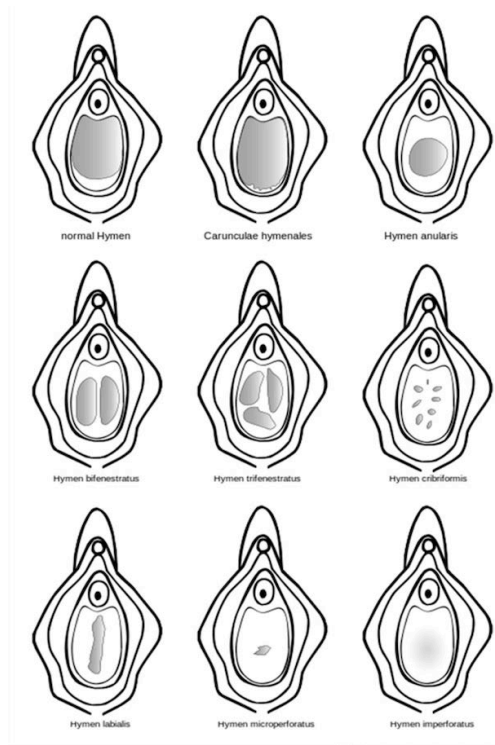 normal Hymen
Carunculae hymenales
Hymen anularis
Hymen bifenestratus
Hymen trifenestratus
Hymen cribriformis
Hymen labialis
Hymen microperforatus
Hymen imperforatus